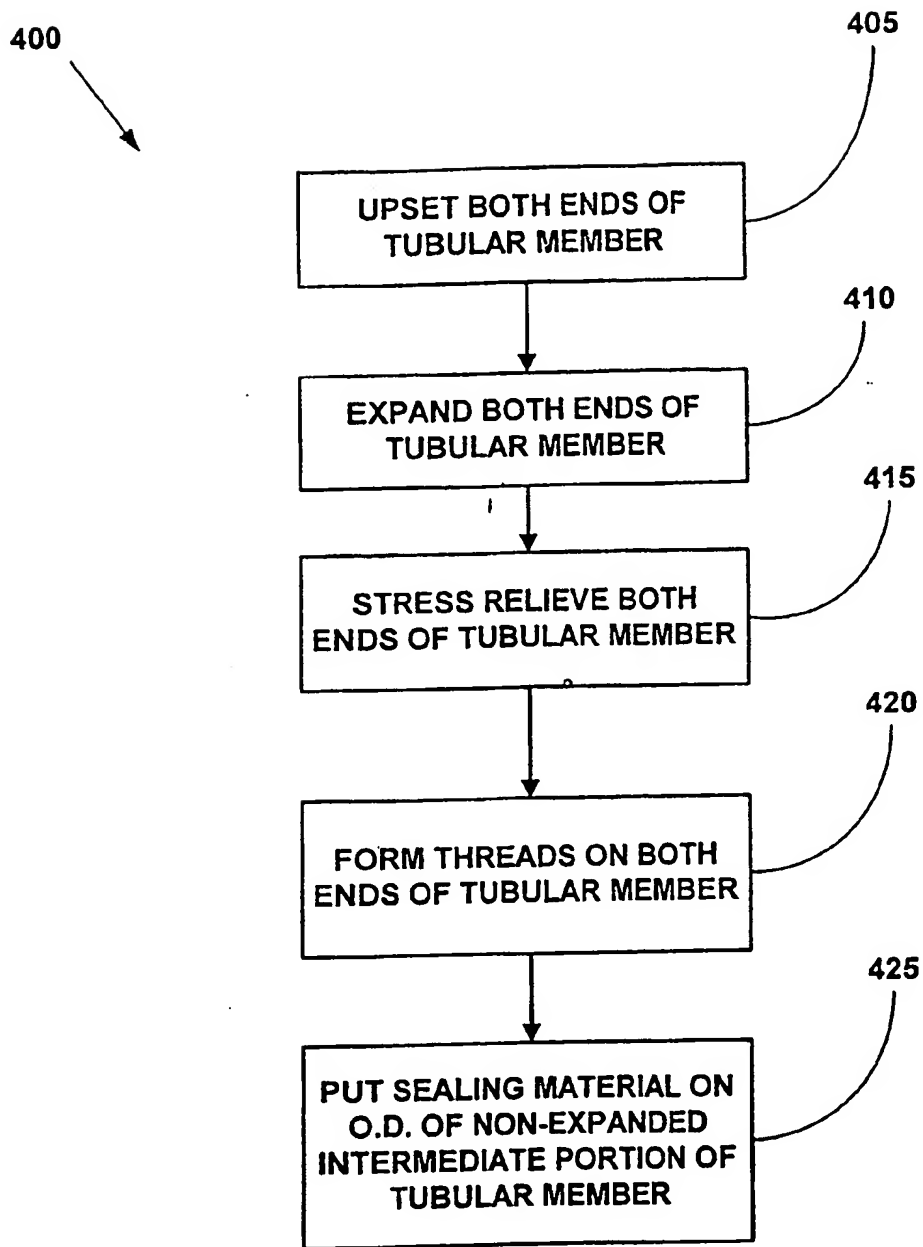 400
405
UPSET BOTH ENDS OF
TUBULAR MEMBER
410
EXPAND BOTH ENDS OF
TUBULAR MEMBER
415
STRESS RELIEVE BOTH
ENDS OF TUBULAR MEMBER
420
FORM THREADS ON BOTH
ENDS OF TUBULAR MEMBER
425
PUT SEALING MATERIAL ON
O.D. OF NON-EXPANDED
INTERMEDIATE PORTION OF
TUBULAR MEMBER